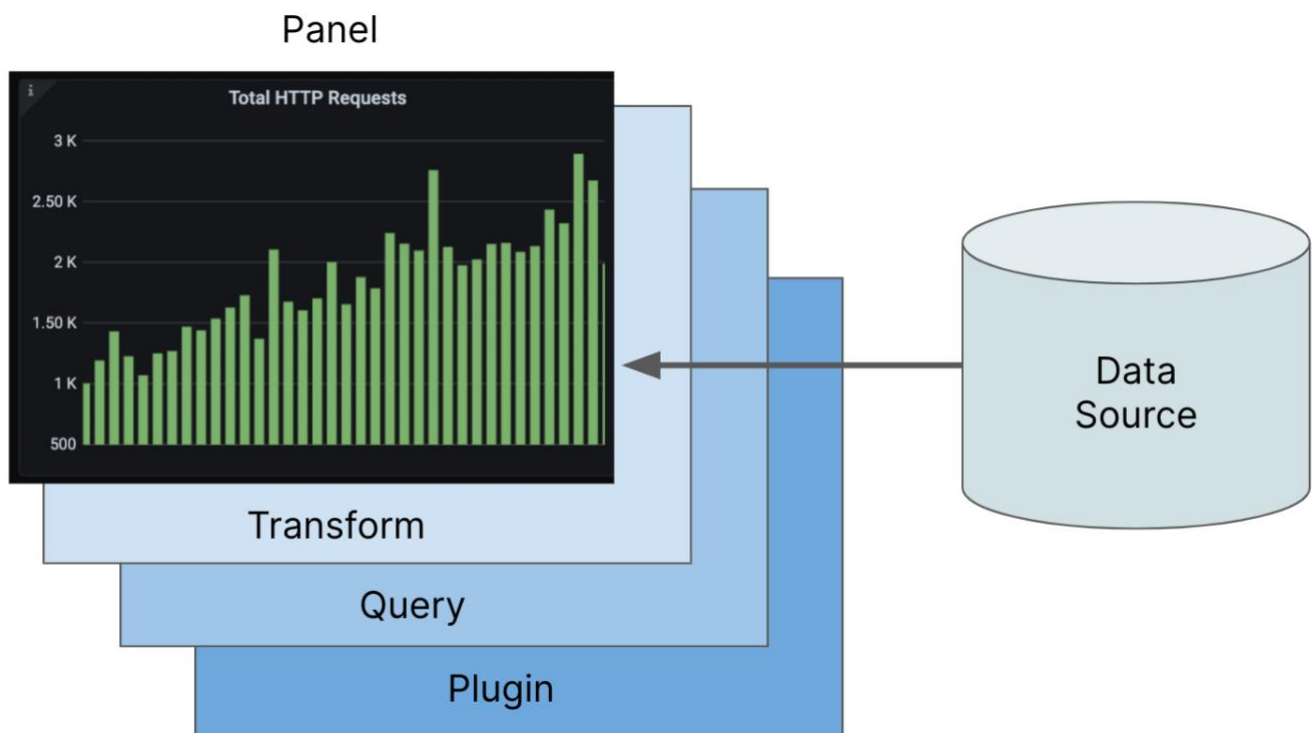 Panel
i
Total HTTP Requests
3 K
2.50 K
2 K
1.50 K
1 K
500
Data
Source
Transform
Query
Plugin